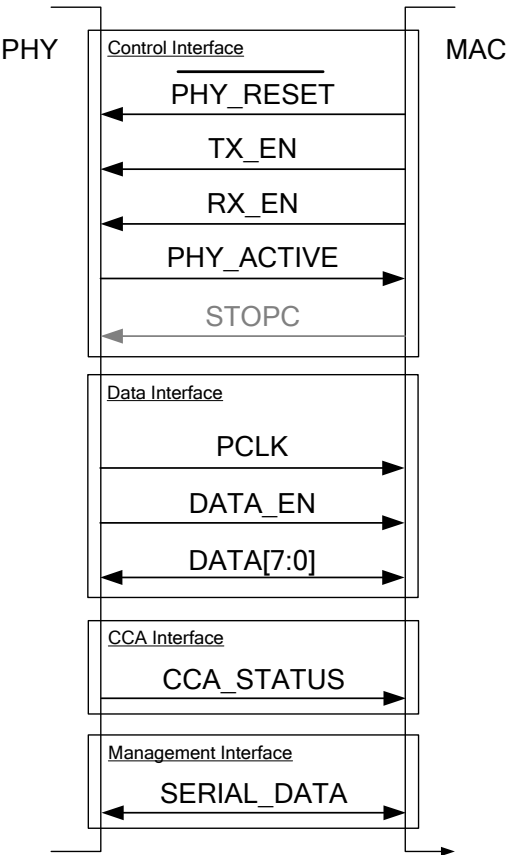 PHY
MAC
Control Interface
PHY_RESET
TX_EN
RX_EN
PHY_ACTIVE
STOPC
Data Interface
PCLK
DATA_EN
DATA[7:0]
CCA Interface
CCA_STATUS
Management Interface
SERIAL_DATA